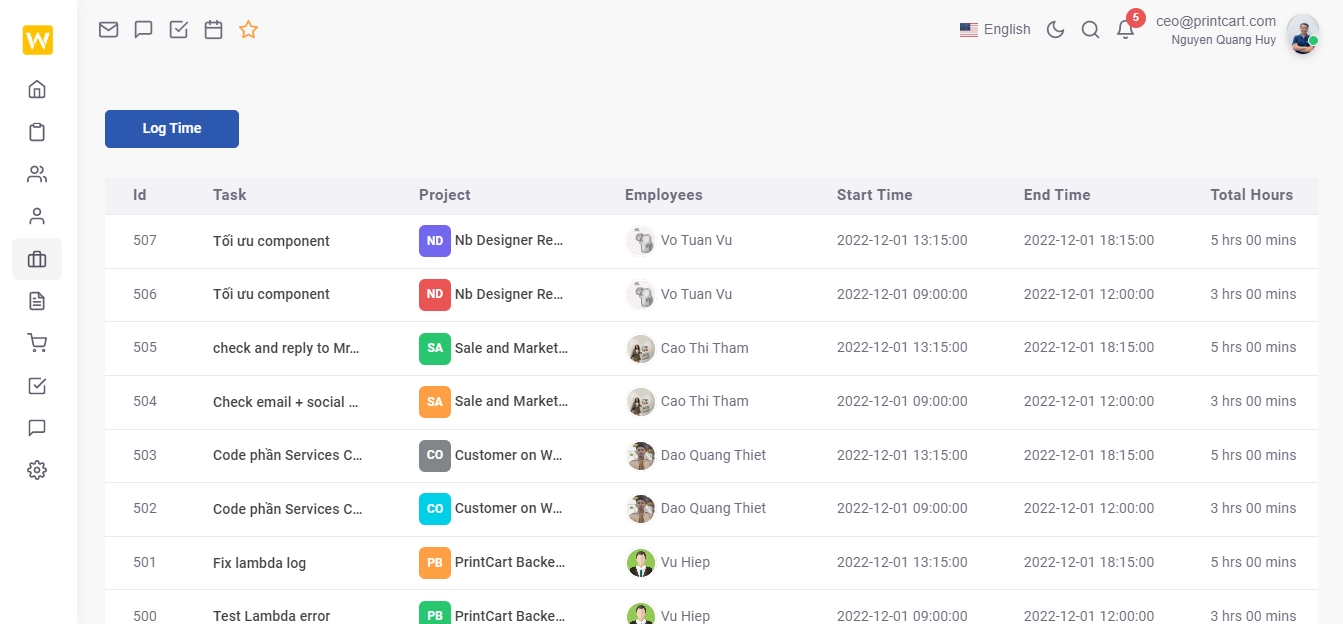 W
English
5
ceo@printcart.com
Nguyen Quang Huy
Log Time
Id Task Project Employees Start Time End Time Total Hours
507 Tối ưu component ND Nb Designer Re... Vo Tuan Vu 2022-12-01 13:15:00 2022-12-01 18:15:00 5 hrs 00 mins
506 Tối ưu component ND Nb Designer Re... Vo Tuan Vu 2022-12-01 09:00:00 2022-12-01 12:00:00 3 hrs 00 mins
505 check and reply to Mr... SA Sale and Market... Cao Thi Tham 2022-12-01 13:15:00 2022-12-01 18:15:00 5 hrs 00 mins
504 Check email + social ... SA Sale and Market... Cao Thi Tham 2022-12-01 09:00:00 2022-12-01 12:00:00 3 hrs 00 mins
503 Code phần Services C... CO Customer on W... Dao Quang Thiet 2022-12-01 13:15:00 2022-12-01 18:15:00 5 hrs 00 mins
502 Code phần Services C... CO Customer on W... Dao Quang Thiet 2022-12-01 09:00:00 2022-12-01 12:00:00 3 hrs 00 mins
501 Fix lambda log PB PrintCart Backe... Vu Hiep 2022-12-01 13:15:00 2022-12-01 18:15:00 5 hrs 00 mins
500 Test Lambda error PB PrintCart Backe... Vu Hiep 2022-12-01 09:00:00 2022-12-01 12:00:00 3 hrs 00 mins